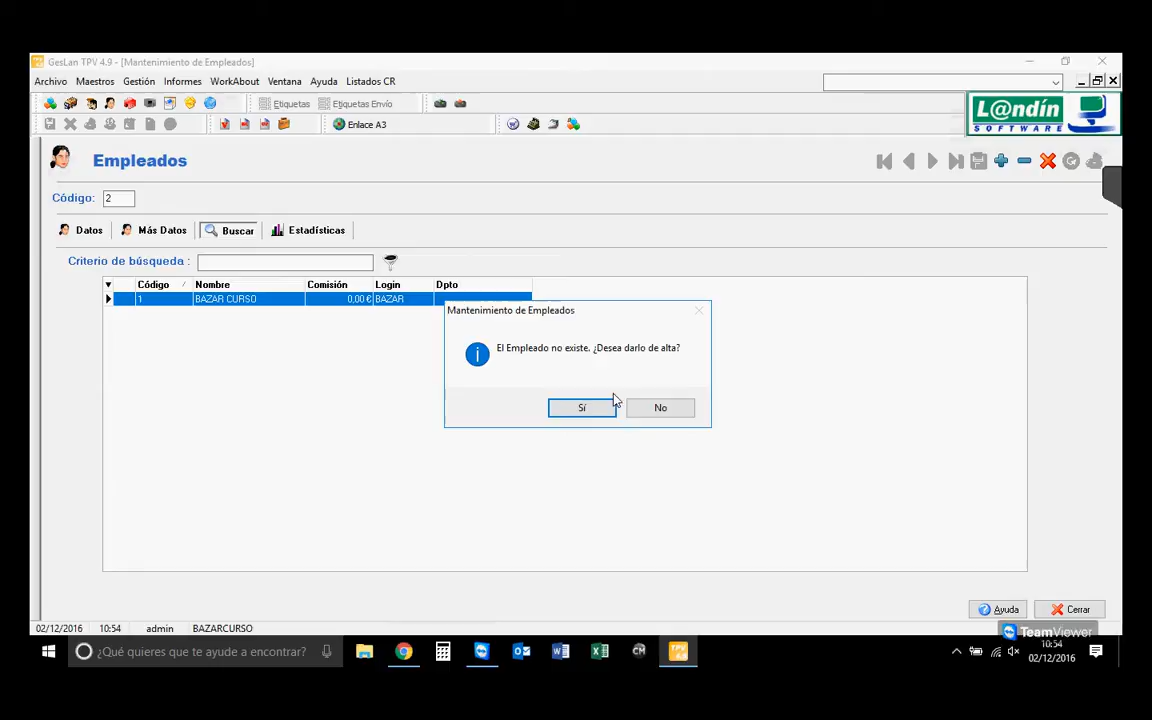 GesLan TPV 4.9 - [Mantenimiento de Empleados]
Archivo Maestros Gestión Informes WorkAbout Ventana Ayuda Listados CR
Etiquetas Etiquetas Envío
Enlace A3
L@ndín
SOFTWARE
Empleados
Código: 2
Datos Más Datos Buscar Estadísticas
Criterio de búsqueda :
Código Nombre Comisión Login Dpto
1 BAZAR CURSO 0,00 € BAZAR
Mantenimiento de Empleados
El Empleado no existe. ¿Desea darlo de alta?
Sí No
Ayuda Cerrar
02/12/2016 10:54 admin BAZARCURSO
TeamViewer
¿Qué quieres que te ayude a encontrar?
TPV
10:54
02/12/2016